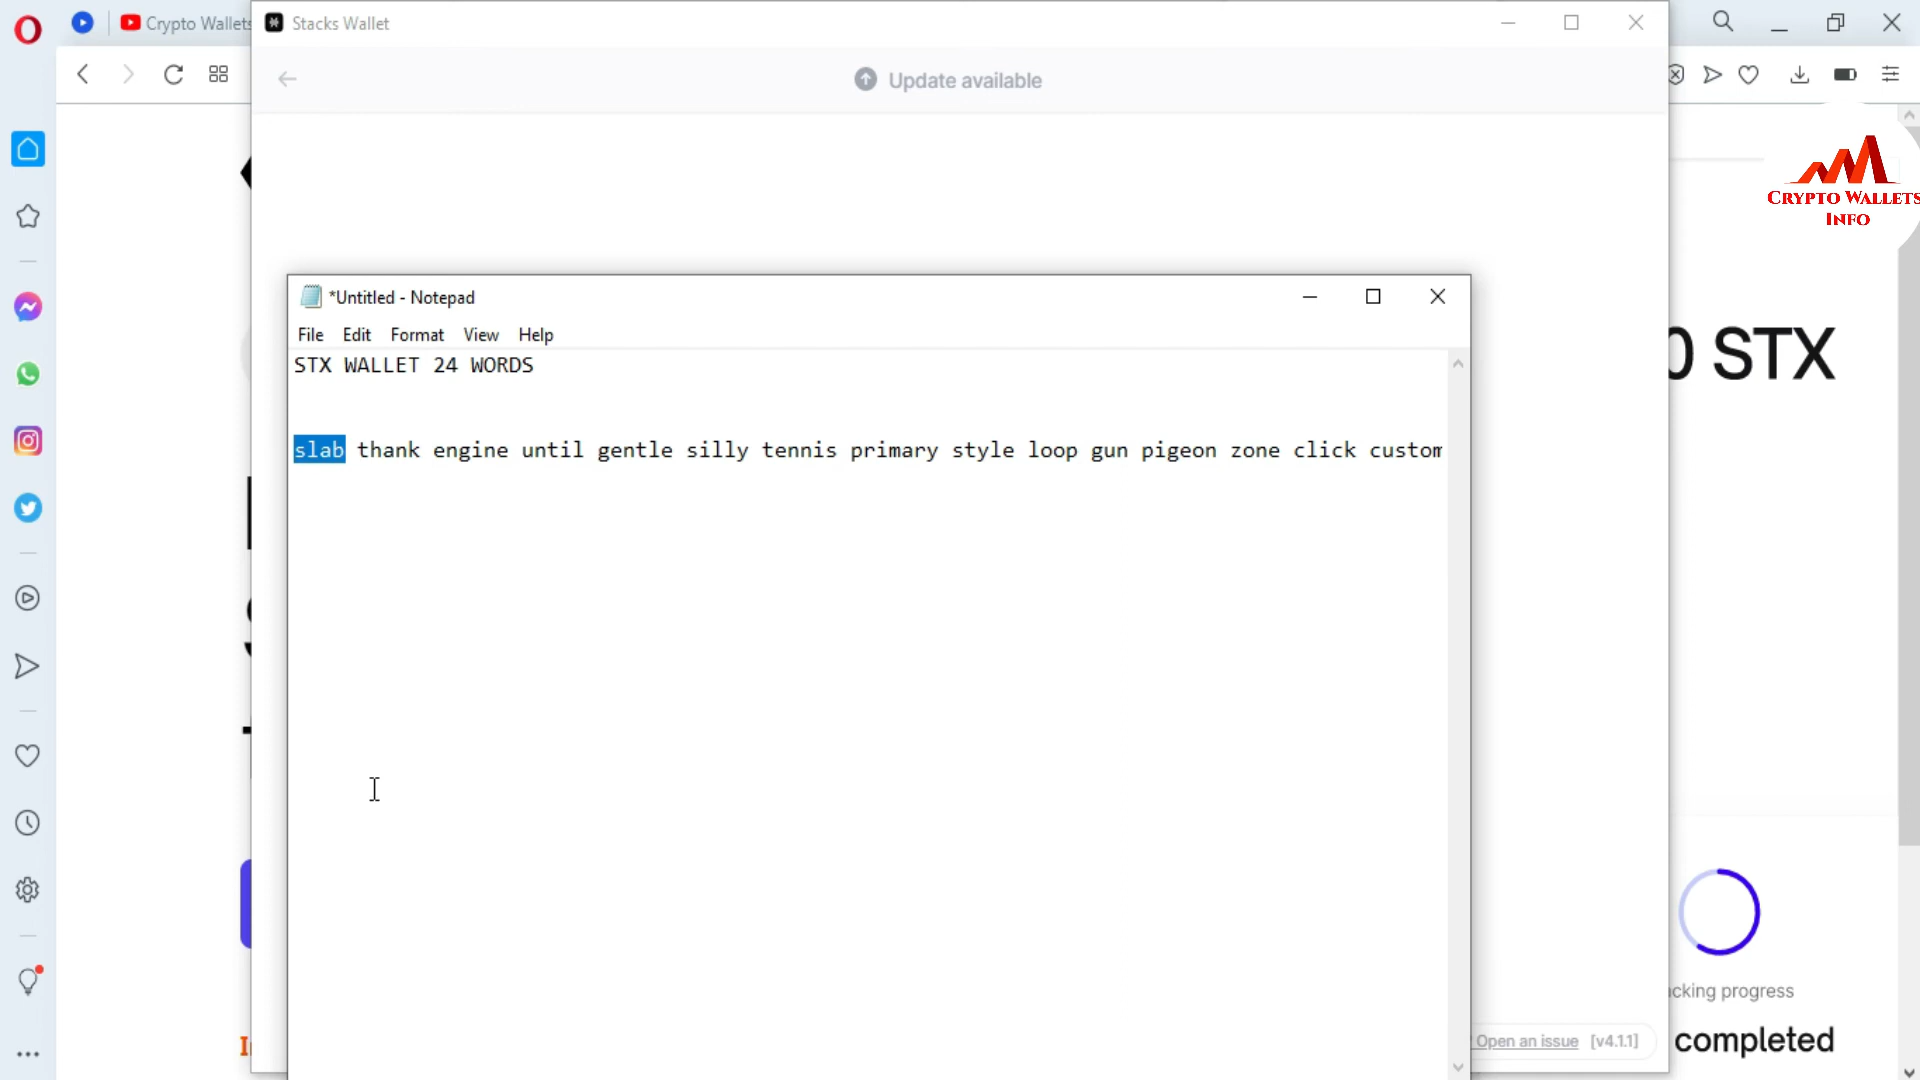 Crypto Wallets
Stacks Wallet
Update available
CRYPTO WALLETS
INFO
*Untitled - Notepad
File Edit Format View Help
STX WALLET 24 WORDS
0 STX
slab thank engine until gentle silly tennis primary style loop gun pigeon zone click custom
cking progress
Open an issue [v4.1.1]
completed